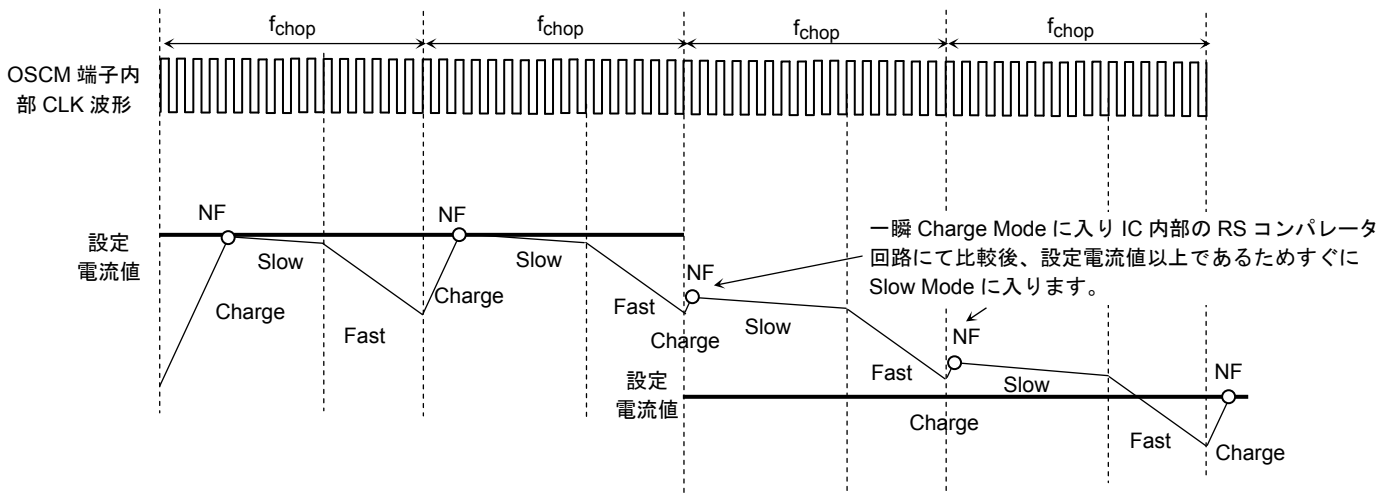 fchop
fchop
fchop
fchop
OSCM 端子内
部 CLK 波形
設定
電流値
NF
Charge
Slow
Fast
NF
Charge
Slow
Fast
一瞬 Charge Mode に入り IC 内部の RS コンパレータ
回路にて比較後、設定電流値以上であるためすぐに
Slow Mode に入ります。
NF
Charge
Slow
Fast
設定
電流値
NF
Charge
Slow
Fast
NF
Charge